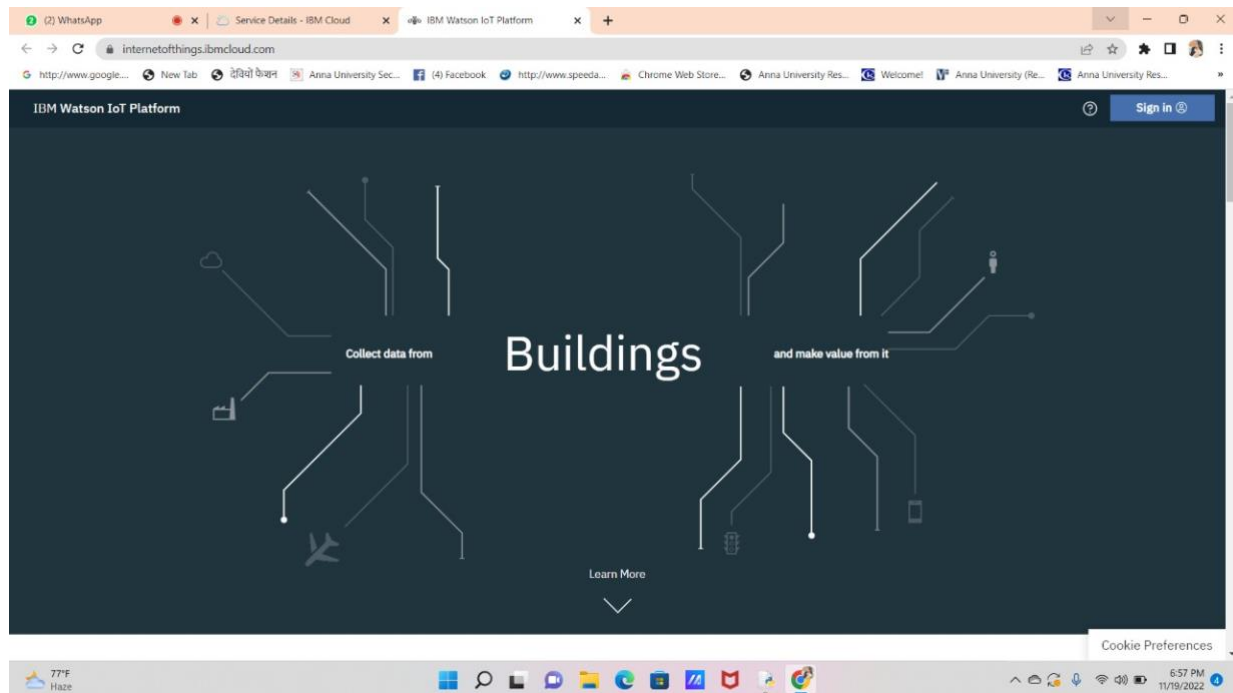 (2) WhatsApp
Service Details - IBM Cloud
IBM Watson IoT Platform
internetofthings.ibmcloud.com
http://www.google....
New Tab
देवियों फैशन
Anna University Sec...
(4) Facebook
http://www.speeda...
Chrome Web Store...
Anna University Res...
Welcome!
Anna University (Re...
Anna University Res...
IBM Watson IoT Platform
Sign in
Collect data from
Buildings
and make value from it
Learn More
Cookie Preferences
77°F
Haze
6:57 PM
11/19/2022
4